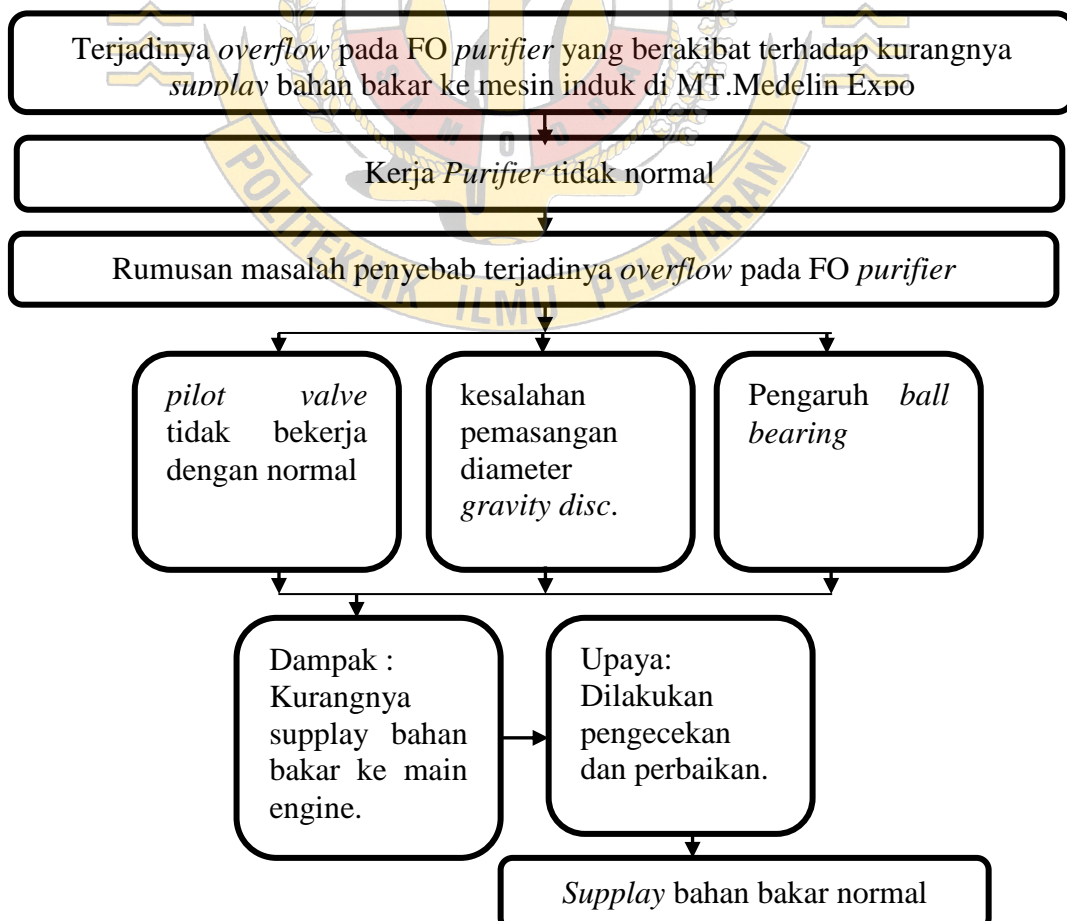 Terjadinya overflow pada FO purifier yang berakibat terhadap kurangnya
supplay bahan bakar ke mesin induk di MT.Medelin Expo
Kerja Purifier tidak normal
Rumusan masalah penyebab terjadinya overflow pada FO purifier
pilot valve
tidak bekerja
dengan normal
kesalahan
pemasangan
diameter
gravity disc.
Pengaruh ball
bearing
Dampak :
Kurangnya
supplay bahan
bakar ke main
engine.
Upaya:
Dilakukan
pengecekan
dan perbaikan.
Supplay bahan bakar normal
POLITEKNIK ILMU PELAYARAN